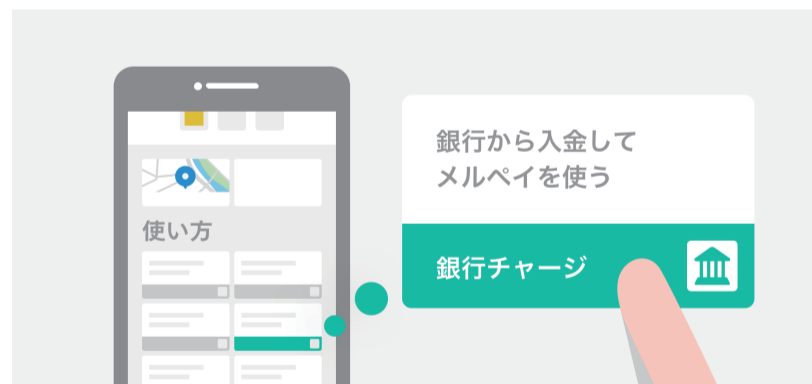 使い方
銀行から入金して
メルペイを使う
銀行チャージ